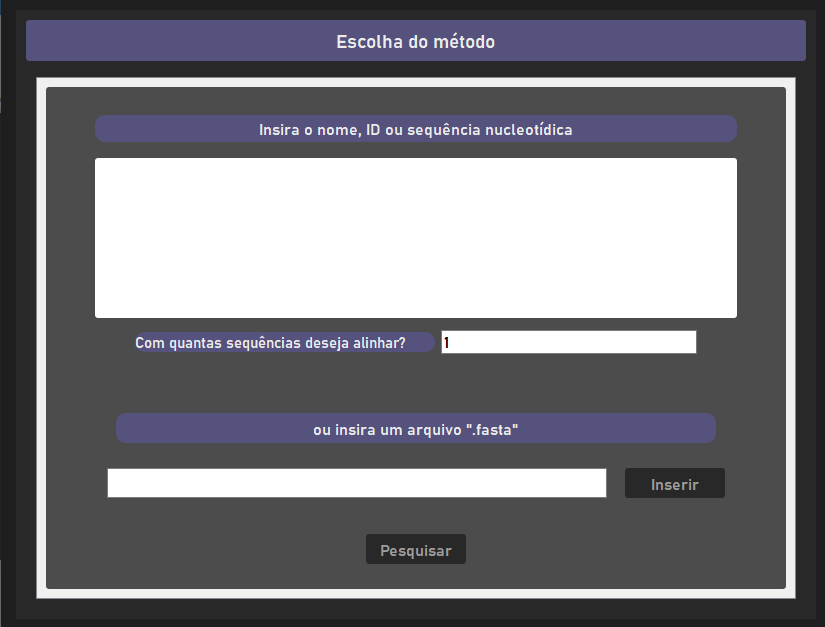 Escolha do método
Insira o nome, ID ou sequência nucleotídica
Com quantas sequências deseja alinhar? 1
ou insira um arquivo ".fasta"
Inserir
Pesquisar